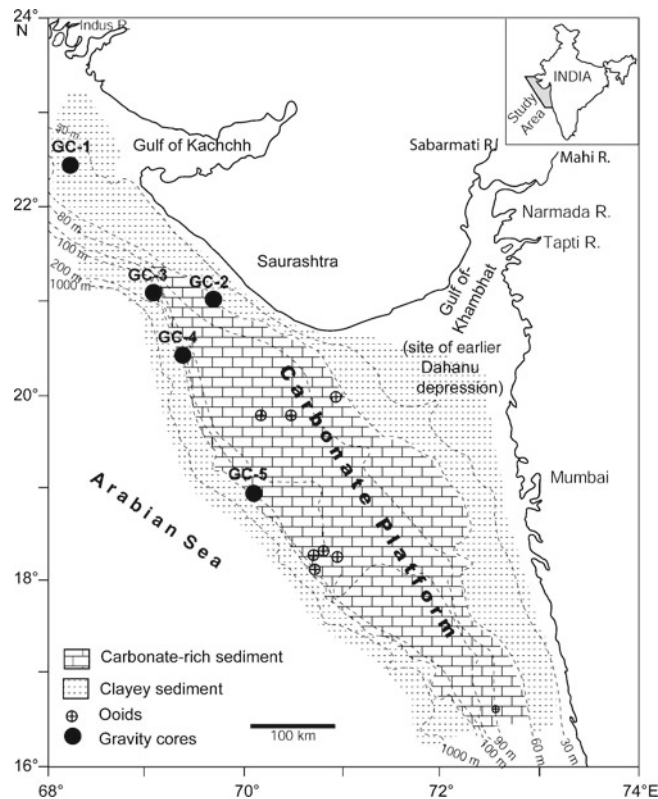 24°
N
Indus R.
INDIA
Study
Area
30 m
GC-1
Gulf of Kachchh
Sabarmati R.
Mahi R.
22°
Narmada R.
Tapti R.
80 m
100 m
200 m
1000 m
Saurashtra
GC-3
GC-2
Gulf of
Khambhat
GC-4
(site of earlier
Dahanu
depression)
20°
Carbonate Platform
GC-5
Mumbai
Arabian Sea
18°
Carbonate-rich sediment
Clayey sediment
Ooids
Gravity cores
100 km
1000 m
100 m
90 m
60 m
30 m
16°
68°
70°
72°
74°E